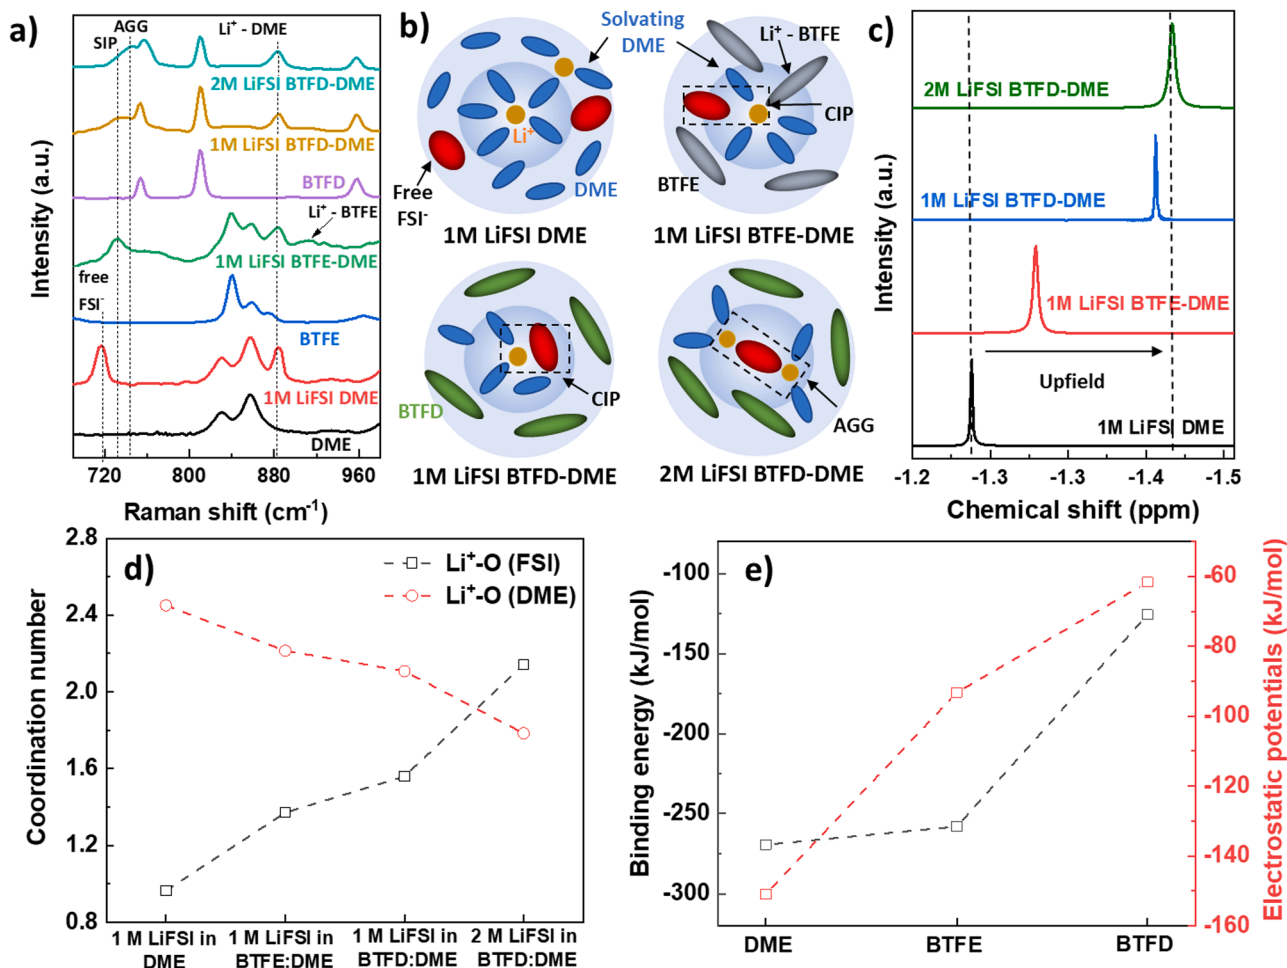 a)
SIP
AGG
Li⁺ - DME
2M LiFSI BTFD-DME
1M LiFSI BTFD-DME
BTFD
Li⁺ - BTFE
1M LiFSI BTFE-DME
free
FSI⁻
BTFE
1M LiFSI DME
DME
Intensity (a.u.)
720
800
880
960
Raman shift (cm⁻¹)
b)
Solvating
DME
Li⁺ - BTFE
CIP
Li⁺
BTFE
Free
FSI⁻
DME
1M LiFSI DME
1M LiFSI BTFE-DME
BTFD
CIP
AGG
1M LiFSI BTFD-DME
2M LiFSI BTFD-DME
c)
2M LiFSI BTFD-DME
1M LiFSI BTFD-DME
1M LiFSI BTFE-DME
Upfield
1M LiFSI DME
Intensity (a.u.)
-1.2
-1.3
-1.3
-1.4
-1.5
Chemical shift (ppm)
d)
Li⁺-O (FSI)
Li⁺-O (DME)
Coordination number
2.8
2.4
2.0
1.6
1.2
0.8
1 M LiFSI in
DME
1 M LiFSI in
BTFE:DME
1 M LiFSI in
BTFD:DME
2 M LiFSI in
BTFD:DME
e)
Binding energy (kJ/mol)
-100
-150
-200
-250
-300
DME
BTFE
BTFD
-60
-80
-100
-120
-140
-160
Electrostatic potentials (kJ/mol)